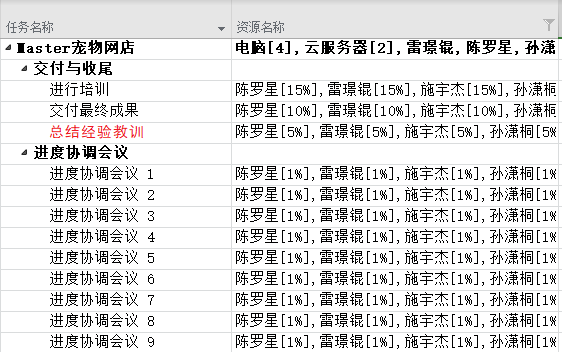 任务名称 资源名称
Master宠物网店 电脑[4],云服务器[2],雷璟锟,陈罗星,孙潇
交付与收尾
进行培训 陈罗星[15%],雷璟锟[15%],施宇杰[15%],孙潇桐
交付最终成果 陈罗星[10%],雷璟锟[10%],施宇杰[10%],孙潇桐
总结经验教训 陈罗星[5%],雷璟锟[5%],施宇杰[5%],孙潇桐[5%
进度协调会议
进度协调会议 1 陈罗星[1%],雷璟锟[1%],施宇杰[1%],孙潇桐[1%
进度协调会议 2 陈罗星[1%],雷璟锟[1%],施宇杰[1%],孙潇桐[1%
进度协调会议 3 陈罗星[1%],雷璟锟[1%],施宇杰[1%],孙潇桐[1%
进度协调会议 4 陈罗星[1%],雷璟锟[1%],施宇杰[1%],孙潇桐[1%
进度协调会议 5 陈罗星[1%],雷璟锟[1%],施宇杰[1%],孙潇桐[1%
进度协调会议 6 陈罗星[1%],雷璟锟[1%],施宇杰[1%],孙潇桐[1%
进度协调会议 7 陈罗星[1%],雷璟锟[1%],施宇杰[1%],孙潇桐[1%
进度协调会议 8 陈罗星[1%],雷璟锟[1%],施宇杰[1%],孙潇桐[1%
进度协调会议 9 陈罗星[1%],雷璟锟[1%],施宇杰[1%],孙潇桐[1%